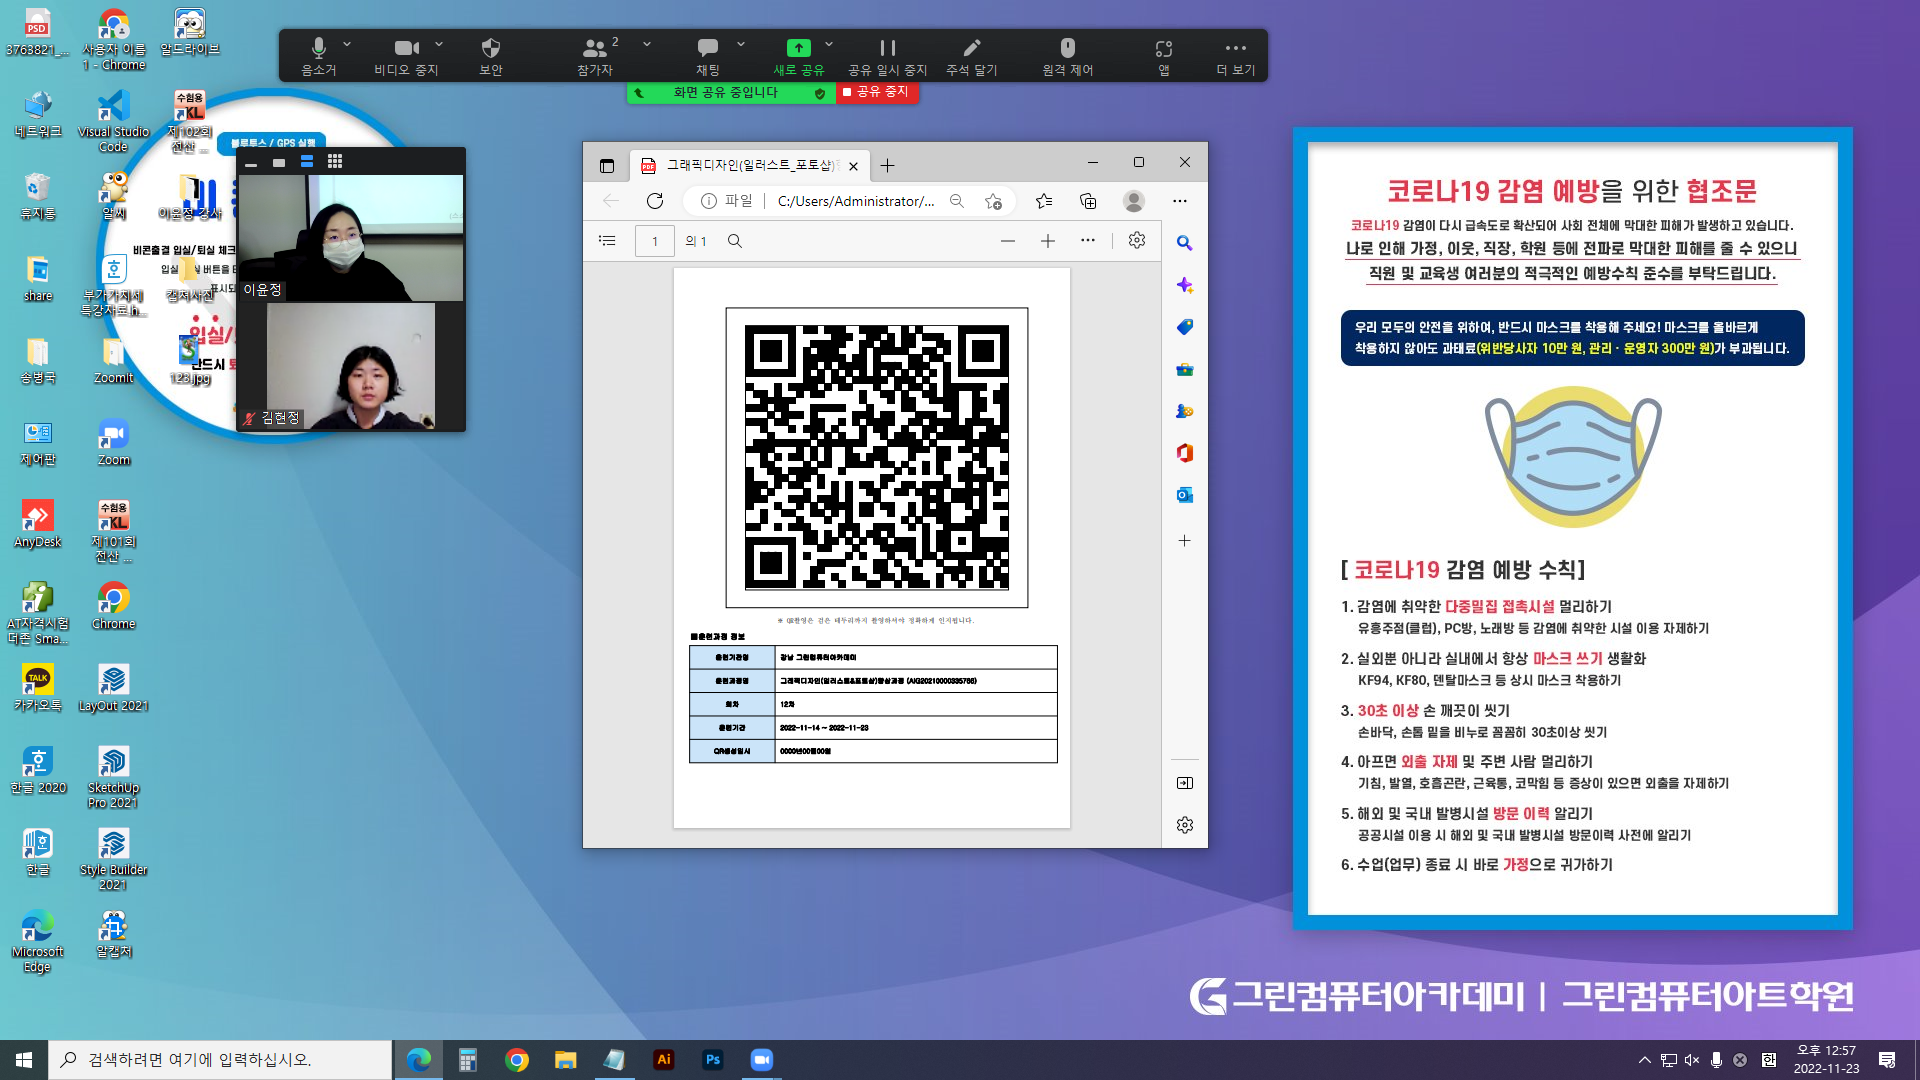 음소거
비디오 중지
보안
참가자
2
채팅
새로 공유
공유 일시 중지
주석 달기
원격 제어
앱
더 보기
화면 공유 중입니다
공유 중지
3763821_...
사용자 이름
1 - Chrome
알드라이브
네트워크
Visual Studio
Code
수험용
KL
제102회
전산 ...
휴지통
알씨
이윤정 강사
share
부가가치세
특강자료.h...
캡쳐사진
송병국
ZoomIt
123.jpg
제어판
Zoom
AnyDesk
수험용
KL
제101회
전산 ...
AT자격시험
더존 Sma...
Chrome
TALK
카카오톡
LayOut 2021
한글 2020
SketchUp
Pro 2021
한글
Style Builder
2021
Microsoft
Edge
알캡처
블루투스 / GPS 실행
비콘출결 입실/퇴실 체크
입실
표시되
입실/
반드시 퇴
이윤정
김현정
그래픽디자인(일러스트_포토샵)
파일
C:/Users/Administrator/...
1
의 1
※ QR촬영은 검은 테두리까지 촬영하셔야 정확하게 인지됩니다.
▣훈련과정 정보
훈련기관명
강남 그린컴퓨터아카데미
훈련과정명
그래픽디자인(일러스트&포토샵)향상과정 (AIG20210000335766)
회차
12차
훈련기간
2022-11-14 ~ 2022-11-23
QR생성일시
0000년00월00일
코로나19 감염 예방을 위한 협조문
코로나19 감염이 다시 급속도로 확산되어 사회 전체에 막대한 피해가 발생하고 있습니다.
나로 인해 가정, 이웃, 직장, 학원 등에 전파로 막대한 피해를 줄 수 있으니
직원 및 교육생 여러분의 적극적인 예방수칙 준수를 부탁드립니다.
우리 모두의 안전을 위하여, 반드시 마스크를 착용해 주세요! 마스크를 올바르게
착용하지 않아도 과태료(위반당사자 10만 원, 관리 · 운영자 300만 원)가 부과됩니다.
[ 코로나19 감염 예방 수칙]
1. 감염에 취약한 다중밀집 접촉시설 멀리하기
유흥주점(클럽), PC방, 노래방 등 감염에 취약한 시설 이용 자제하기
2. 실외뿐 아니라 실내에서 항상 마스크 쓰기 생활화
KF94, KF80, 덴탈마스크 등 상시 마스크 착용하기
3. 30초 이상 손 깨끗이 씻기
손바닥, 손톱 밑을 비누로 꼼꼼히 30초이상 씻기
4. 아프면 외출 자제 및 주변 사람 멀리하기
기침, 발열, 호흡곤란, 근육통, 코막힘 등 증상이 있으면 외출을 자제하기
5. 해외 및 국내 발병시설 방문 이력 알리기
공공시설 이용 시 해외 및 국내 발병시설 방문이력 사전에 알리기
6. 수업(업무) 종료 시 바로 가정으로 귀가하기
그린컴퓨터아카데미 | 그린컴퓨터아트학원
검색하려면 여기에 입력하십시오.
Ai
Ps
한
오후 12:57
2022-11-23